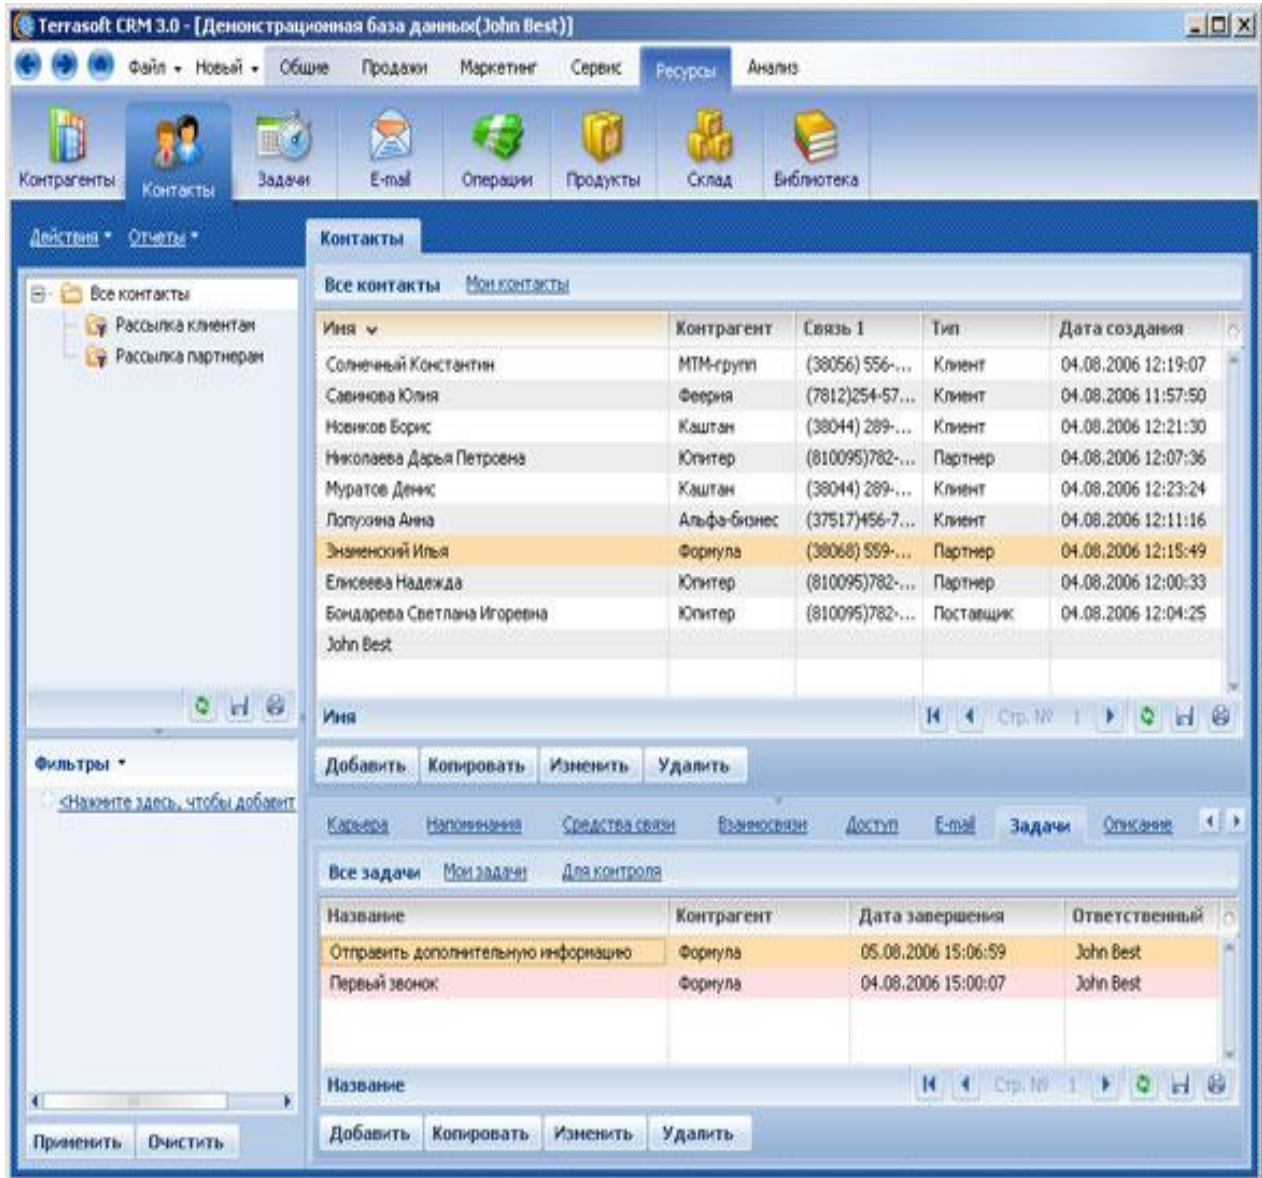 Terrasoft CRM 3.0 - [Демонстрационная база данных(John Best)]
Файл Новый Общие Продажи Маркетинг Сервис Ресурсы Анализ
Контрагенты Контакты Задачи E-mail Операции Продукты Склад Библиотека
Действия Отчеты
Все контакты
Рассылка клиентам
Рассылка партнерам
Фильтры
<Нажмите здесь, чтобы добавит
Применить Очистить
Контакты
Все контакты Мои контакты
Имя Контрагент Связь 1 Тип Дата создания
Солнечный Константин МТМ-групп (38056) 556-... Клиент 04.08.2006 12:19:07
Савинова Юлия Феерия (7812)254-57... Клиент 04.08.2006 11:57:50
Новиков Борис Каштан (38044) 289-... Клиент 04.08.2006 12:21:30
Николаева Дарья Петровна Юпитер (810095)782-... Партнер 04.08.2006 12:07:36
Муратов Денис Каштан (38044) 289-... Клиент 04.08.2006 12:23:24
Лопухина Анна Альфа-бизнес (37517)456-7... Клиент 04.08.2006 12:11:16
Знаменский Илья Формула (38068) 559-... Партнер 04.08.2006 12:15:49
Елисеева Надежда Юпитер (810095)782-... Партнер 04.08.2006 12:00:33
Бондарева Светлана Игоревна Юпитер (810095)782-... Поставщик 04.08.2006 12:04:25
John Best
Имя Стр. № 1
Добавить Копировать Изменить Удалить
Карьера Напоминания Средства связи Взаимосвязи Доступ E-mail Задачи Описание
Все задачи Мои задачи Для контроля
Название Контрагент Дата завершения Ответственный
Отправить дополнительную информацию Формула 05.08.2006 15:06:59 John Best
Первый звонок Формула 04.08.2006 15:00:07 John Best
Название Стр. № 1
Добавить Копировать Изменить Удалить